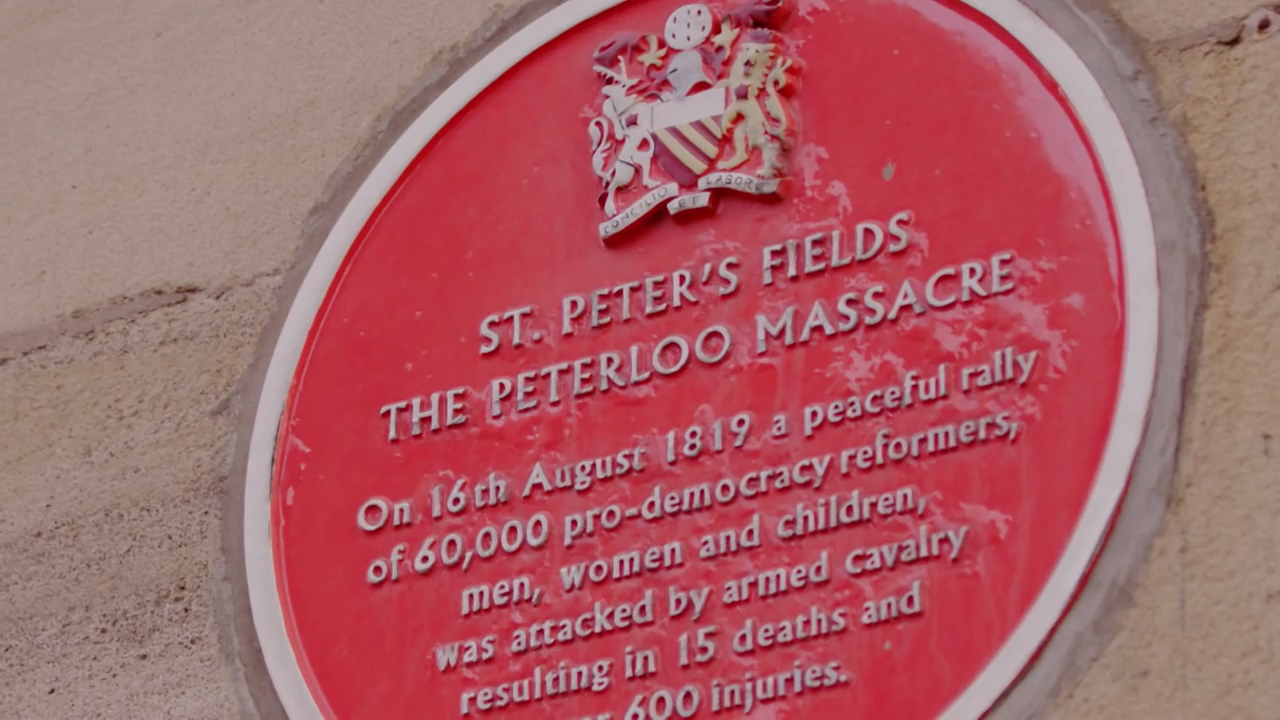 CONCILIO ET LABORE
ST. PETER'S FIELDS
THE PETERLOO MASSACRE
On 16th August 1819 a peaceful rally
of 60,000 pro-democracy reformers,
men, women and children,
was attacked by armed cavalry
resulting in 15 deaths and
600 injuries.